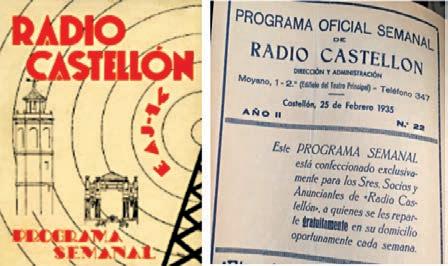 RADIO
CASTELLÓN
EAJ-14
PROGRAMA
SEMANAL
PROGRAMA OFICIAL SEMANAL
DE
RADIO CASTELLON
DIRECCIÓN Y ADMINISTRACIÓN
Moyano, 1 - 2.º (Edificio del Teatro Principal) - Teléfono 347
Castellón, 25 de Febrero 1935
AÑO II
N.º 22
Este PROGRAMA SEMANAL
está confeccionado exclusiva-
mente para los Sres. Socios y
Anunciantes de «Radio Cas-
tellón», a quienes se les repar-
te gratuitamente en su domicilio
oportunamente cada semana.